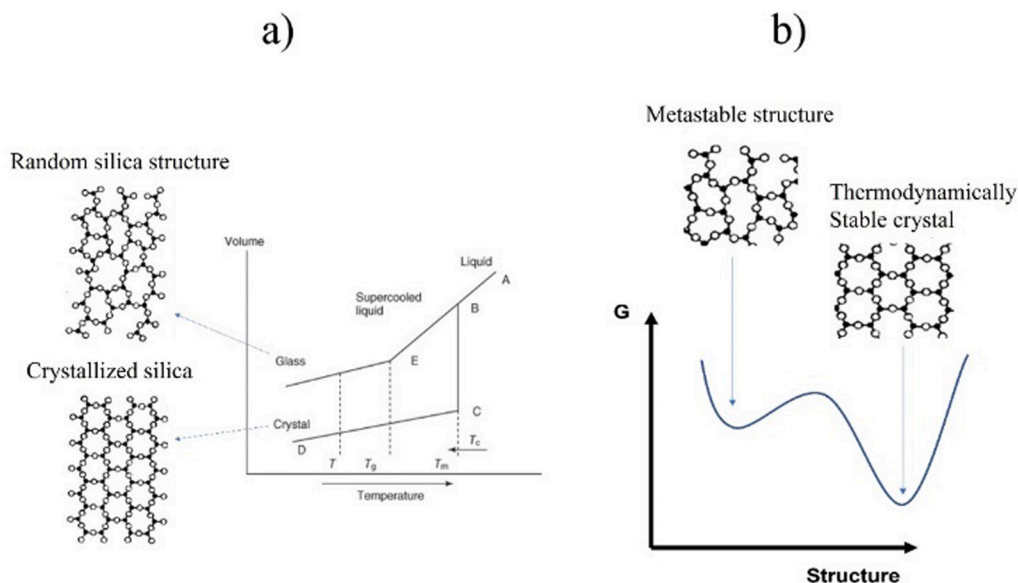 a)
b)
Random silica structure
Crystallized silica
Volume
Liquid
A
B
Supercooled
liquid
E
Glass
Crystal
C
D
T
Tg
Tm
Tc
Temperature
Metastable structure
Thermodynamically
Stable crystal
G
Structure